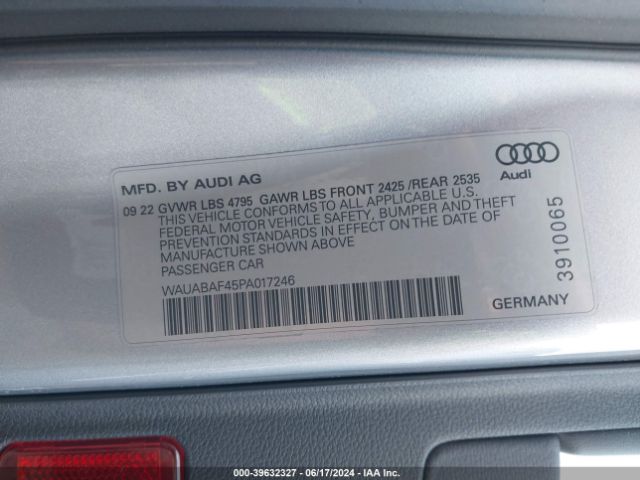 MFD. BY AUDI AG
Audi
09 22 GVWR LBS 4795 GAWR LBS FRONT 2425 /REAR 2535
THIS VEHICLE CONFORMS TO ALL APPLICABLE U.S.
FEDERAL MOTOR VEHICLE SAFETY, BUMPER AND THEFT
PREVENTION STANDARDS IN EFFECT ON THE DATE OF
MANUFACTURE SHOWN ABOVE
PASSENGER CAR
WAUABAF45PA017246
3910065
GERMANY
000-39632327 - 06/17/2024 - IAA Inc.